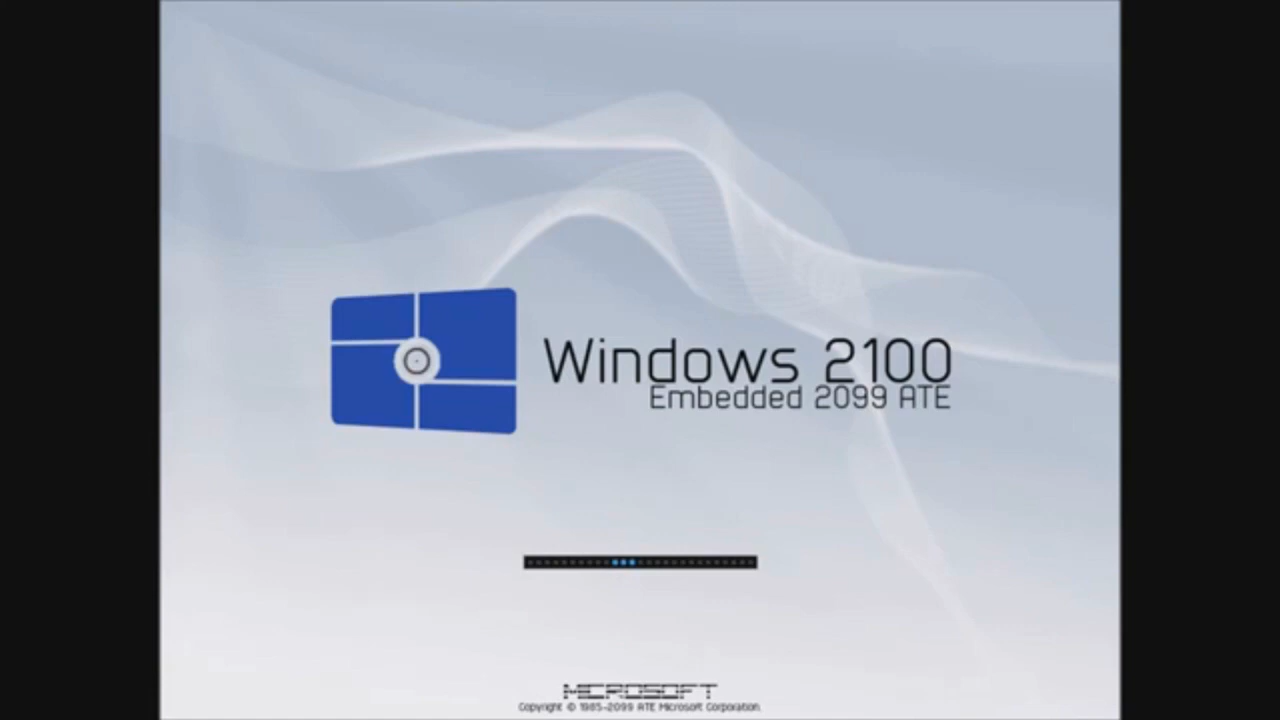 Windows 2100
Embedded 2099 ATE
MICROSOFT
Copyright © 1985-2099 ATE Microsoft Corporation.